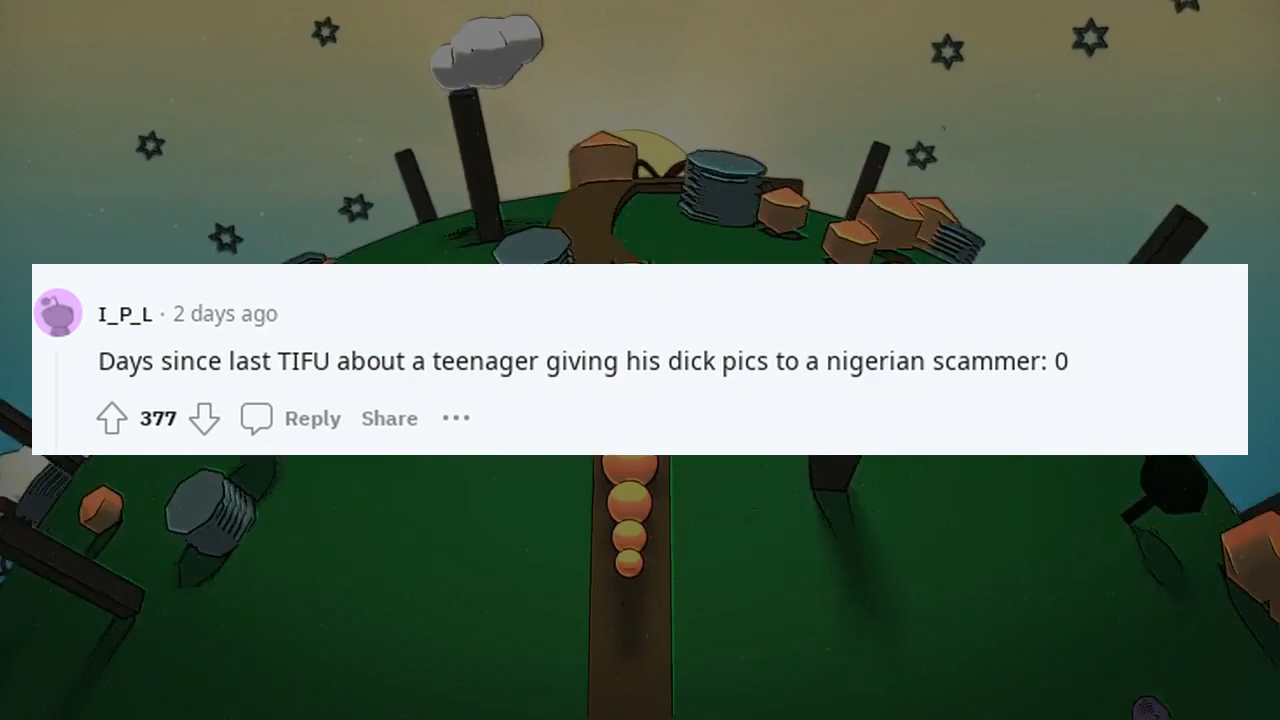 I_P_L · 2 days ago
Days since last TIFU about a teenager giving his dick pics to a nigerian scammer: 0
377 Reply Share ···